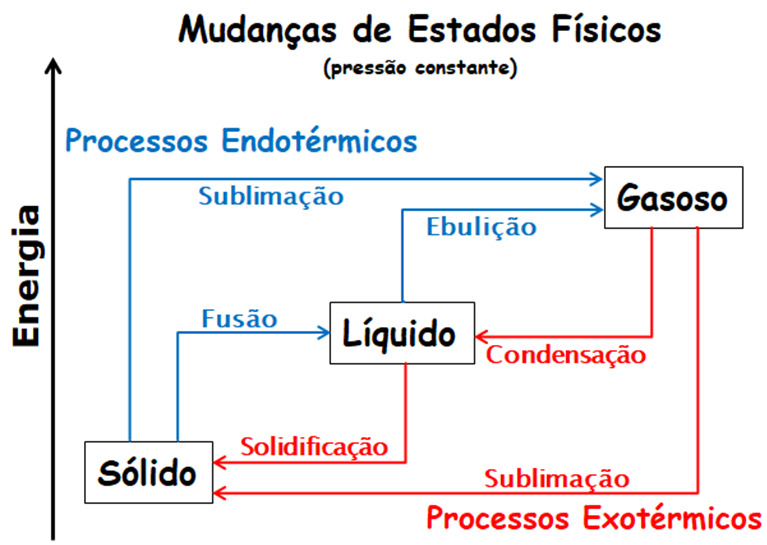 Mudanças de Estados Físicos
(pressão constante)
Processos Endotérmicos
Sublimação
Gasoso
Ebulição
Energia
Fusão
Líquido
Condensação
Solidificação
Sólido
Sublimação
Processos Exotérmicos